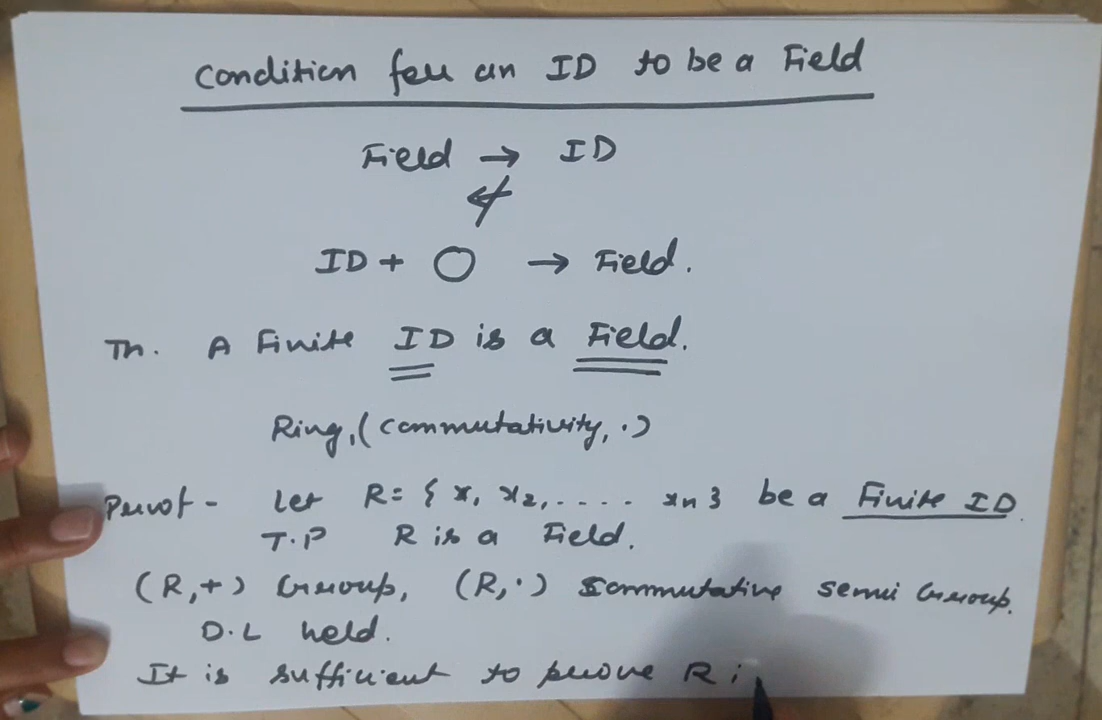 Condition for an ID to be a Field
Field → ID
↚
ID + ○ → Field.
Th. A Finite ID is a Field.
Ring, (commutativity, ·)
Proof - Let R = { x₁ x₂, .... xn } be a Finite ID.
T.P R is a Field.
(R, +) Group, (R, ·) Commutative semi Group.
D.L held.
It is sufficient to prove R i